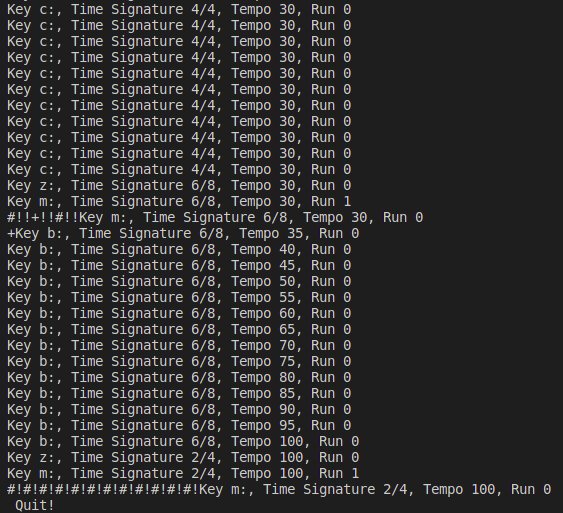 Key c:, Time Signature 4/4, Tempo 30, Run 0
Key c:, Time Signature 4/4, Tempo 30, Run 0
Key c:, Time Signature 4/4, Tempo 30, Run 0
Key c:, Time Signature 4/4, Tempo 30, Run 0
Key c:, Time Signature 4/4, Tempo 30, Run 0
Key c:, Time Signature 4/4, Tempo 30, Run 0
Key c:, Time Signature 4/4, Tempo 30, Run 0
Key c:, Time Signature 4/4, Tempo 30, Run 0
Key c:, Time Signature 4/4, Tempo 30, Run 0
Key c:, Time Signature 4/4, Tempo 30, Run 0
Key c:, Time Signature 4/4, Tempo 30, Run 0
Key z:, Time Signature 6/8, Tempo 30, Run 0
Key m:, Time Signature 6/8, Tempo 30, Run 1
#!!+!!#!!Key m:, Time Signature 6/8, Tempo 30, Run 0
+Key b:, Time Signature 6/8, Tempo 35, Run 0
Key b:, Time Signature 6/8, Tempo 40, Run 0
Key b:, Time Signature 6/8, Tempo 45, Run 0
Key b:, Time Signature 6/8, Tempo 50, Run 0
Key b:, Time Signature 6/8, Tempo 55, Run 0
Key b:, Time Signature 6/8, Tempo 60, Run 0
Key b:, Time Signature 6/8, Tempo 65, Run 0
Key b:, Time Signature 6/8, Tempo 70, Run 0
Key b:, Time Signature 6/8, Tempo 75, Run 0
Key b:, Time Signature 6/8, Tempo 80, Run 0
Key b:, Time Signature 6/8, Tempo 85, Run 0
Key b:, Time Signature 6/8, Tempo 90, Run 0
Key b:, Time Signature 6/8, Tempo 95, Run 0
Key b:, Time Signature 6/8, Tempo 100, Run 0
Key z:, Time Signature 2/4, Tempo 100, Run 0
Key m:, Time Signature 2/4, Tempo 100, Run 1
#!#!#!#!#!#!#!#!#!#!#!#!Key m:, Time Signature 2/4, Tempo 100, Run 0
Quit!